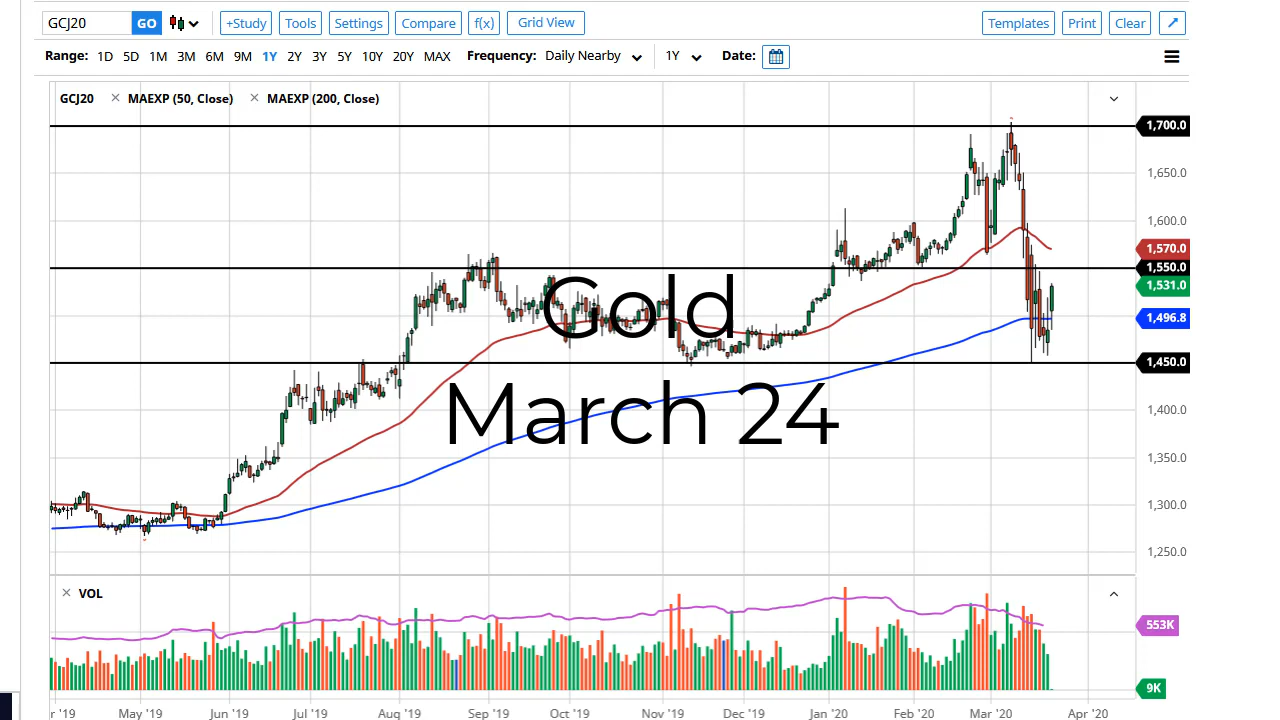 GCJ20 GO +Study Tools Settings Compare f(x) Grid View Templates Print Clear
Range: 1D 5D 1M 3M 6M 9M 1Y 2Y 3Y 5Y 10Y 20Y MAX Frequency: Daily Nearby 1Y Date:
GCJ20 MAEXP (50, Close) MAEXP (200, Close)
1,700.0
1,650.0
1,600.0
1,570.0
1,550.0
1,531.0
1,496.8
1,450.0
1,400.0
1,350.0
1,300.0
1,250.0
Gold
March 24
VOL
553K
9K
r '19 May '19 Jun '19 Jul '19 Aug '19 Sep '19 Oct '19 Nov '19 Dec '19 Jan '20 Feb '20 Mar '20 Apr '20